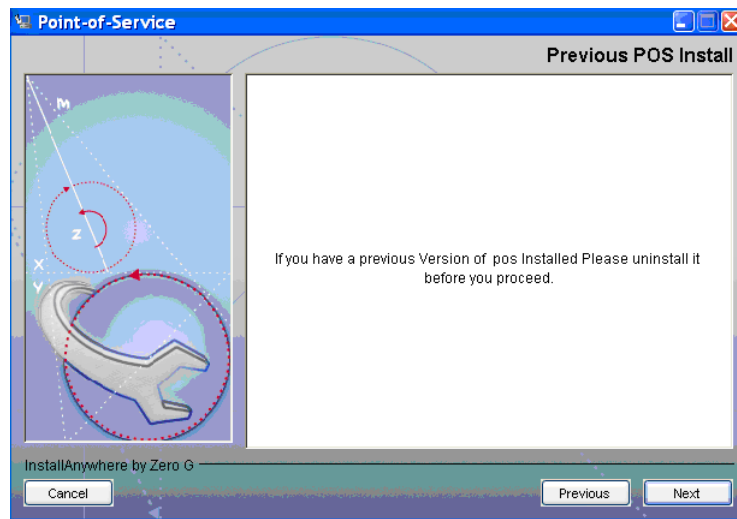 Point-of-Service
Previous POS Install
m
z
X
Y
If you have a previous Version of pos Installed Please uninstall it
before you proceed.
InstallAnywhere by Zero G
Cancel
Previous
Next